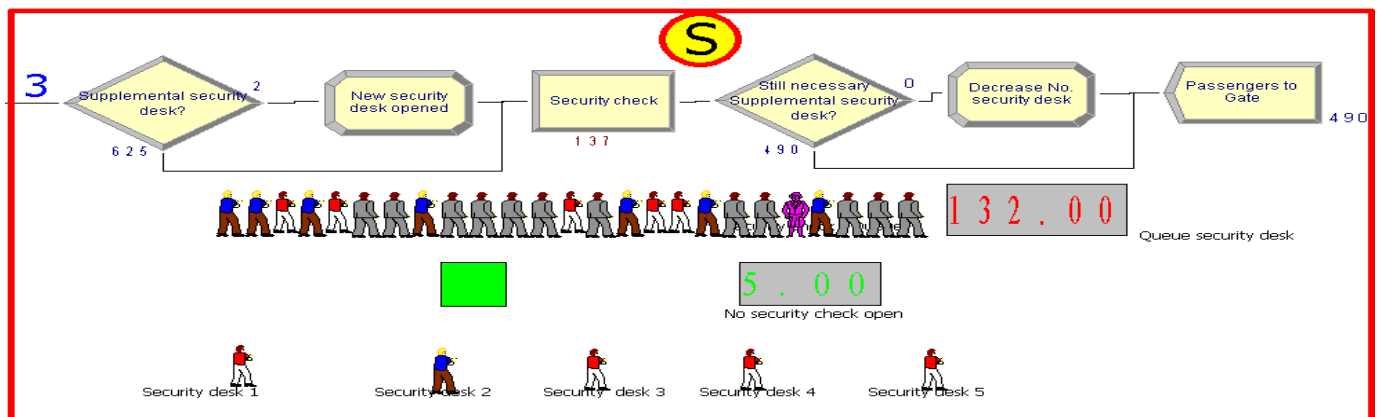 S
3
Supplemental security
desk?
2
625
New security
desk opened
Security check
137
Still necessary
Supplemental security
desk?
0
490
Decrease No.
security desk
Passengers to
Gate
490
132.00
Queue security desk
5.00
No security check open
Security desk 1
Security desk 2
Security desk 3
Security desk 4
Security desk 5